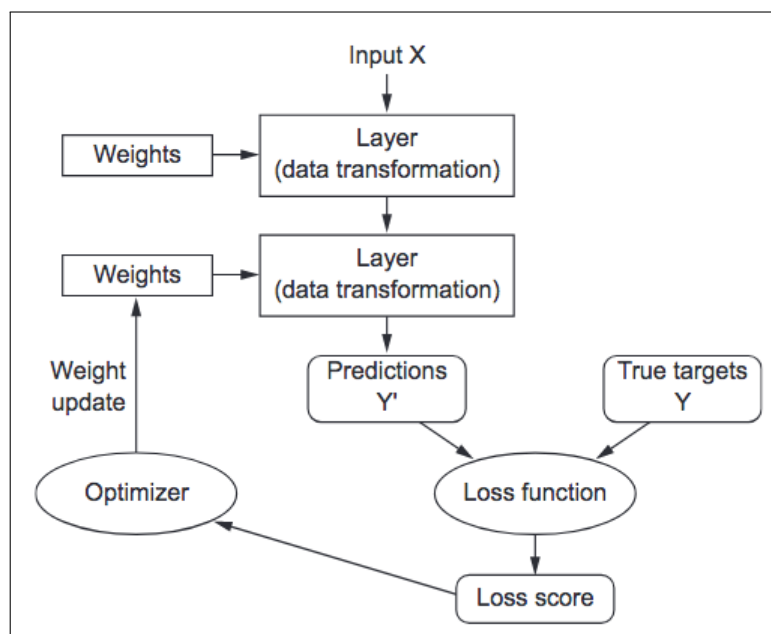 Input X
Weights
Layer
(data transformation)
Weights
Layer
(data transformation)
Weight
update
Predictions
Y'
True targets
Y
Optimizer
Loss function
Loss score